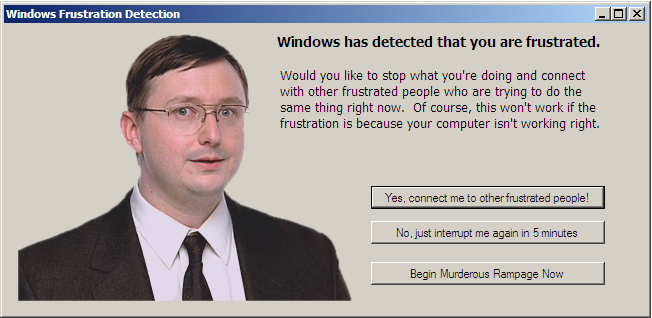 Windows Frustration Detection
Windows has detected that you are frustrated.
Would you like to stop what you're doing and connect
with other frustrated people who are trying to do the
same thing right now.  Of course, this won't work if the
frustration is because your computer isn't working right.
Yes, connect me to other frustrated people!
No, just interrupt me again in 5 minutes
Begin Murderous Rampage Now